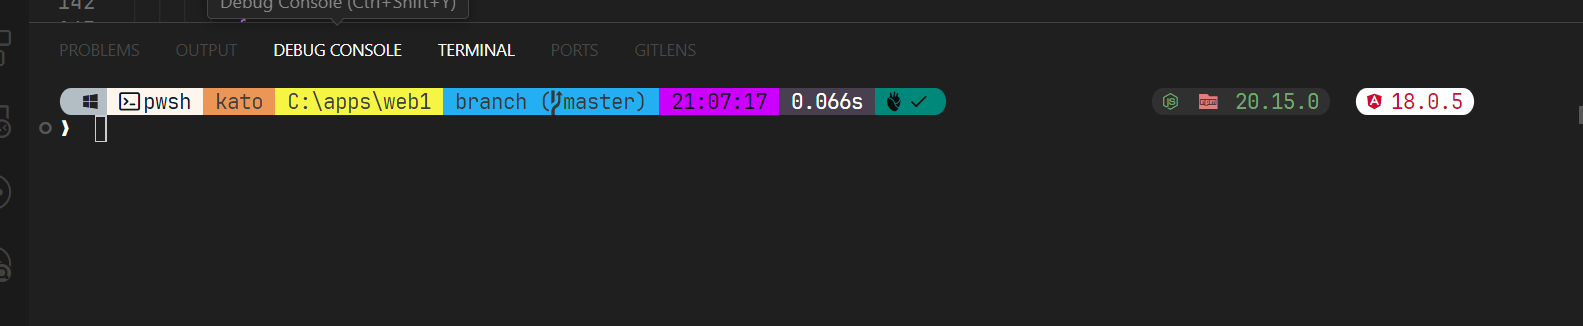 142
Debug Console (Ctrl+Shift+Y)
PROBLEMS OUTPUT DEBUG CONSOLE TERMINAL PORTS GITLENS
pwsh kato C:\apps\web1 branch (master) 21:07:17 0.066s ✓ 20.15.0 18.0.5
❱